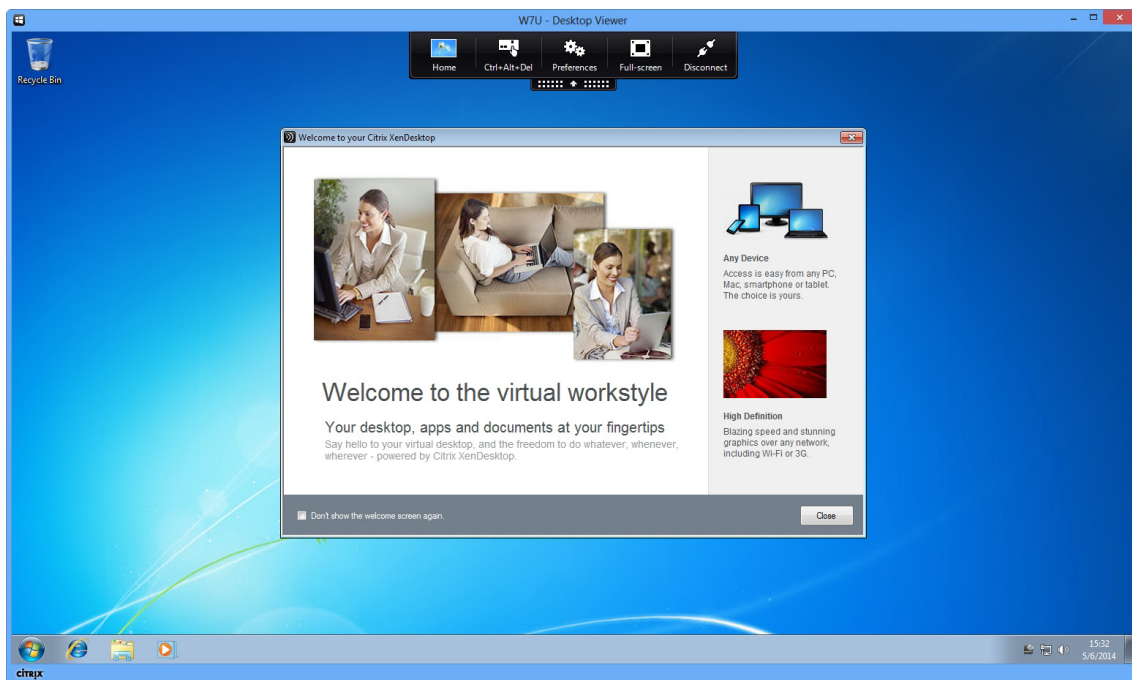 W7U - Desktop Viewer
Recycle Bin
Home
Ctrl+Alt+Del
Preferences
Full-screen
Disconnect
Welcome to your Citrix XenDesktop
Welcome to the virtual workstyle
Your desktop, apps and documents at your fingertips
Say hello to your virtual desktop, and the freedom to do whatever, whenever,
wherever - powered by Citrix XenDesktop.
Any Device
Access is easy from any PC,
Mac, smartphone or tablet.
The choice is yours.
High Definition
Blazing speed and stunning
graphics over any network,
including Wi-Fi or 3G.
Don't show the welcome screen again.
Close
15:32
5/6/2014
CITRIX